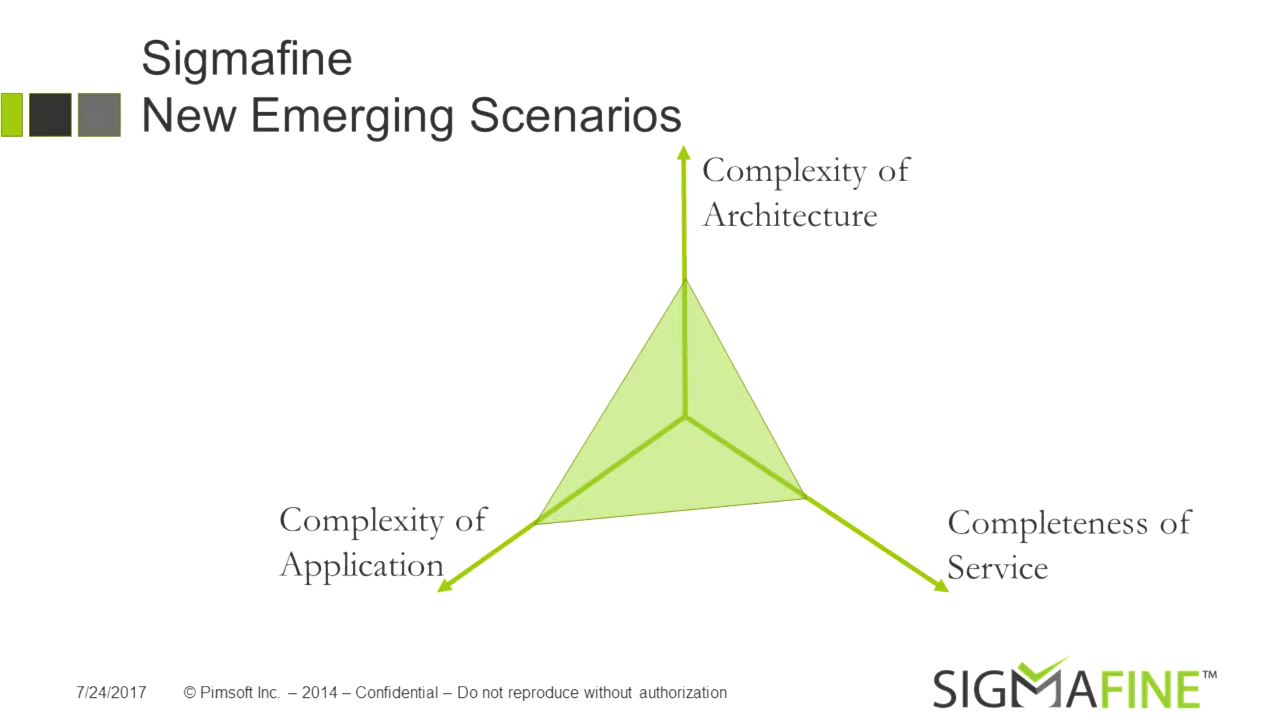 Sigmafine
New Emerging Scenarios
Complexity of
Architecture
Complexity of
Application
Completeness of
Service
7/24/2017
© Pimsoft Inc. – 2014 – Confidential – Do not reproduce without authorization
SIGMAFINE™